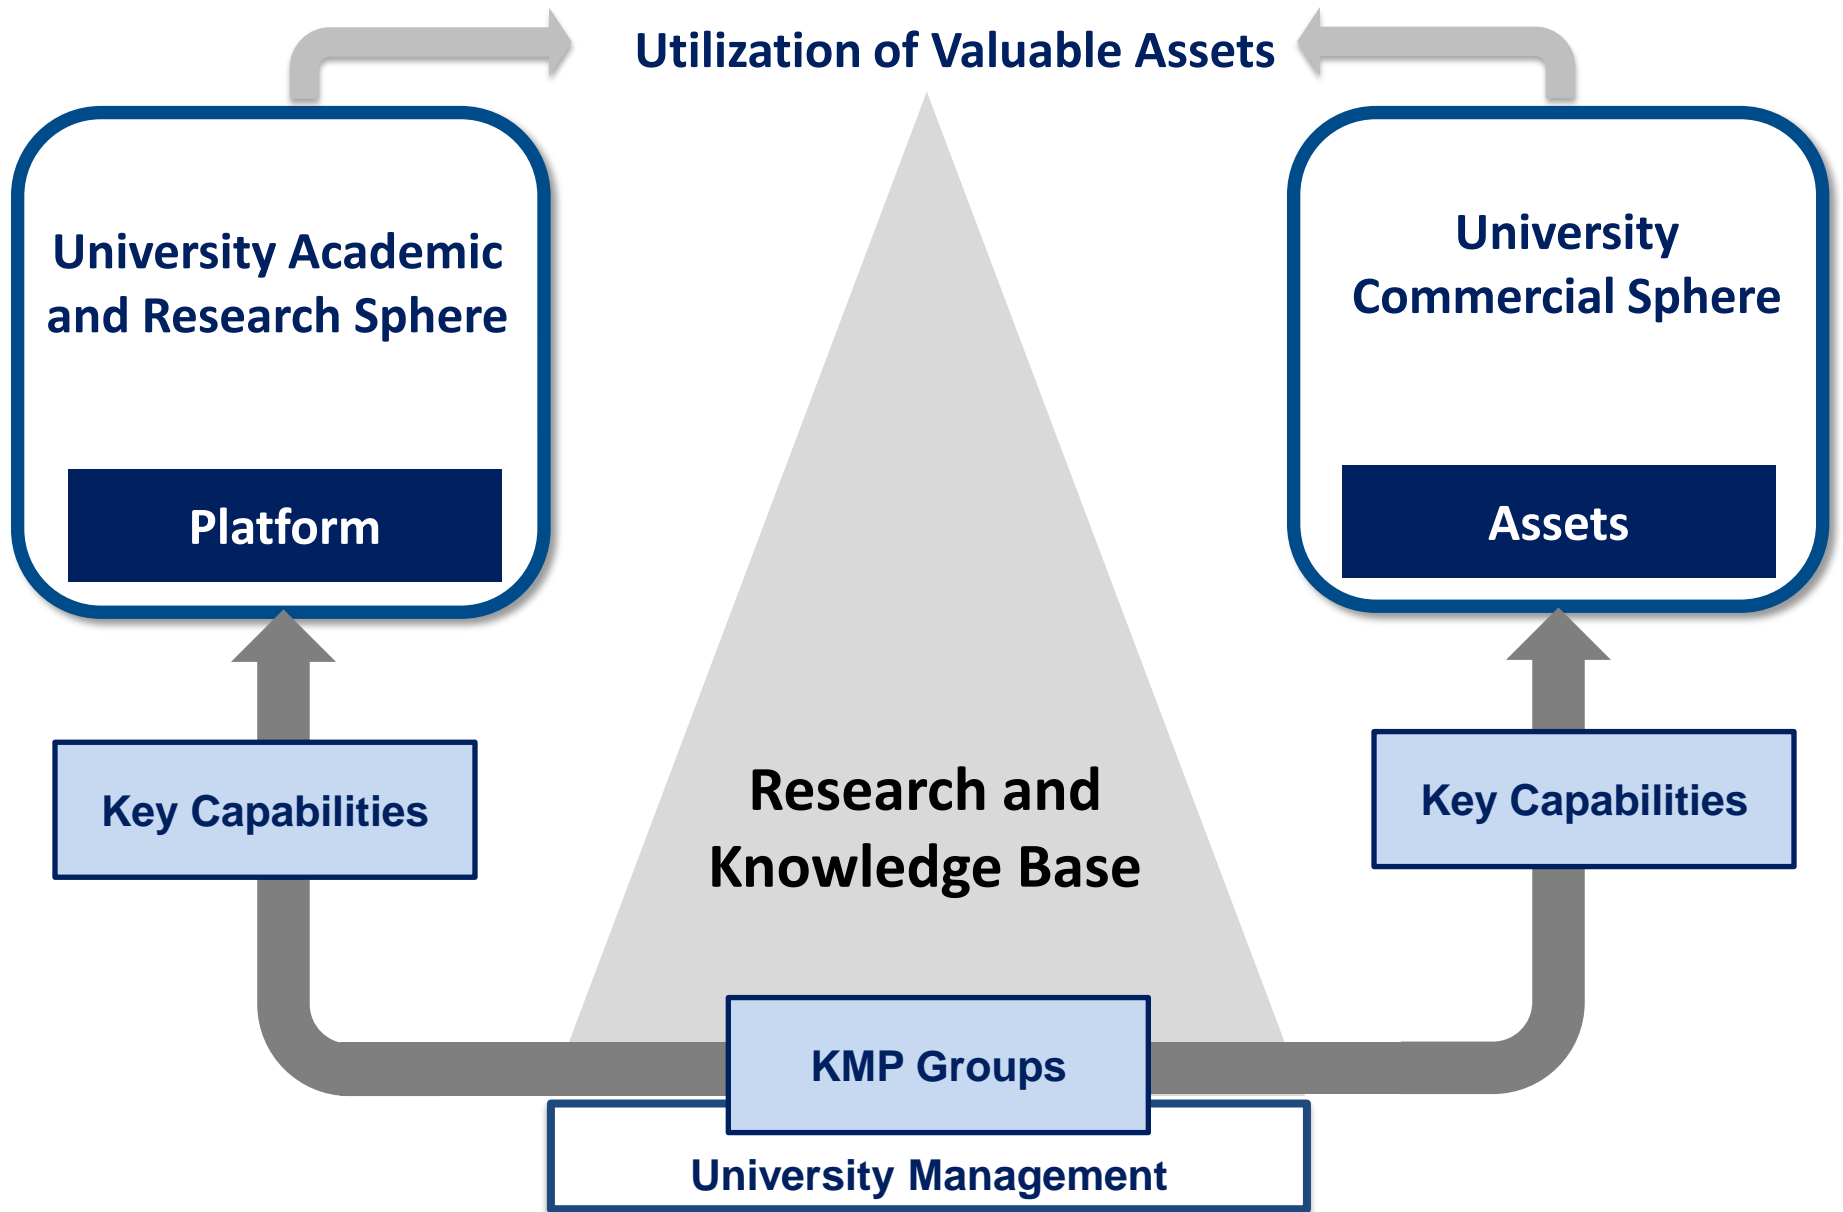 Utilization of Valuable Assets
University Academic
and Research Sphere
Platform
University
Commercial Sphere
Assets
Key Capabilities
Research and
Knowledge Base
Key Capabilities
KMP Groups
University Management